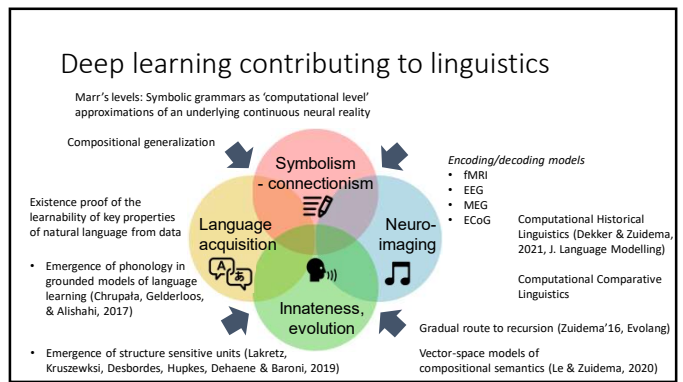 Deep learning contributing to linguistics
Marr's levels: Symbolic grammars as 'computational level'
approximations of an underlying continuous neural reality
Compositional generalization
Symbolism
- connectionism
Encoding/decoding models
• fMRI
• EEG
• MEG
• ECoG
Existence proof of the
learnability of key properties
of natural language from data
Language
acquisition
A あ
Neuro-
imaging
Computational Historical
Linguistics (Dekker & Zuidema,
2021, J. Language Modelling)
Computational Comparative
Linguistics
• Emergence of phonology in
grounded models of language
learning (Chrupała, Gelderloos,
& Alishahi, 2017)
Innateness,
evolution
Gradual route to recursion (Zuidema'16, Evolang)
• Emergence of structure sensitive units (Lakretz,
Kruszewksi, Desbordes, Hupkes, Dehaene & Baroni, 2019)
Vector-space models of
compositional semantics (Le & Zuidema, 2020)